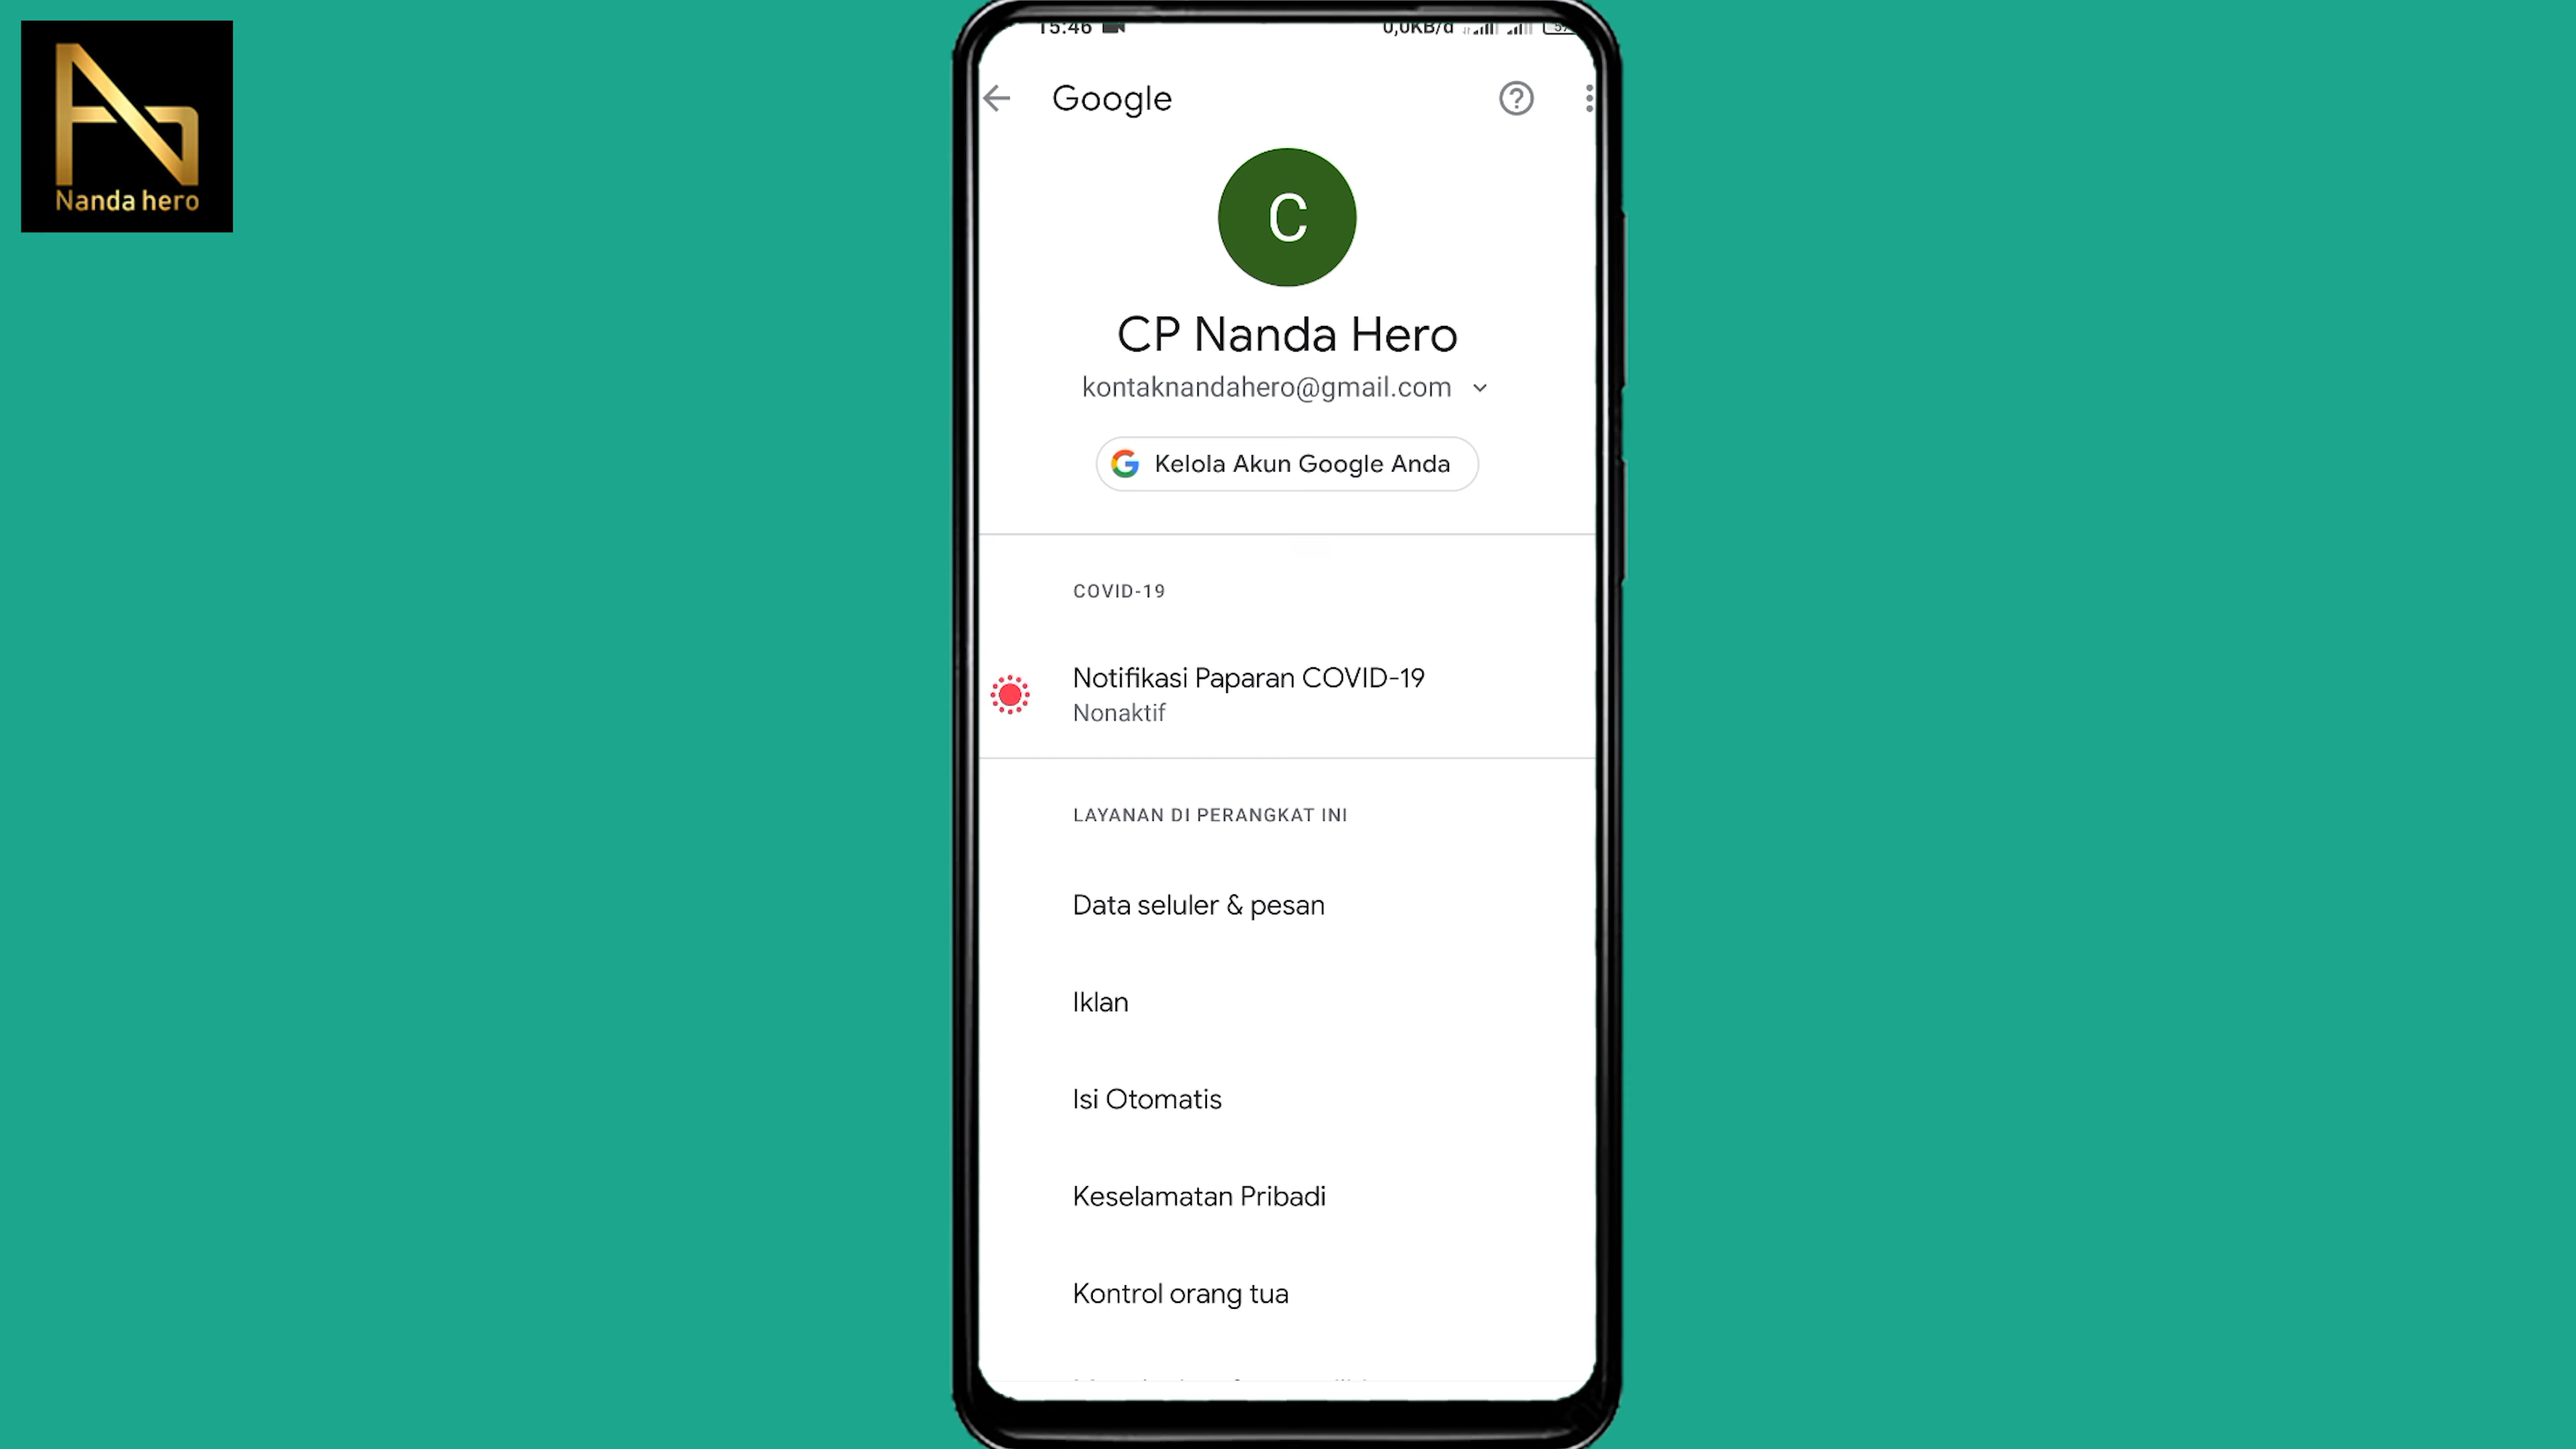 Nanda hero
15:46
0,0KB/d
Google
C
CP Nanda Hero
kontaknandahero@gmail.com
Kelola Akun Google Anda
COVID-19
Notifikasi Paparan COVID-19
Nonaktif
LAYANAN DI PERANGKAT INI
Data seluler & pesan
Iklan
Isi Otomatis
Keselamatan Pribadi
Kontrol orang tua